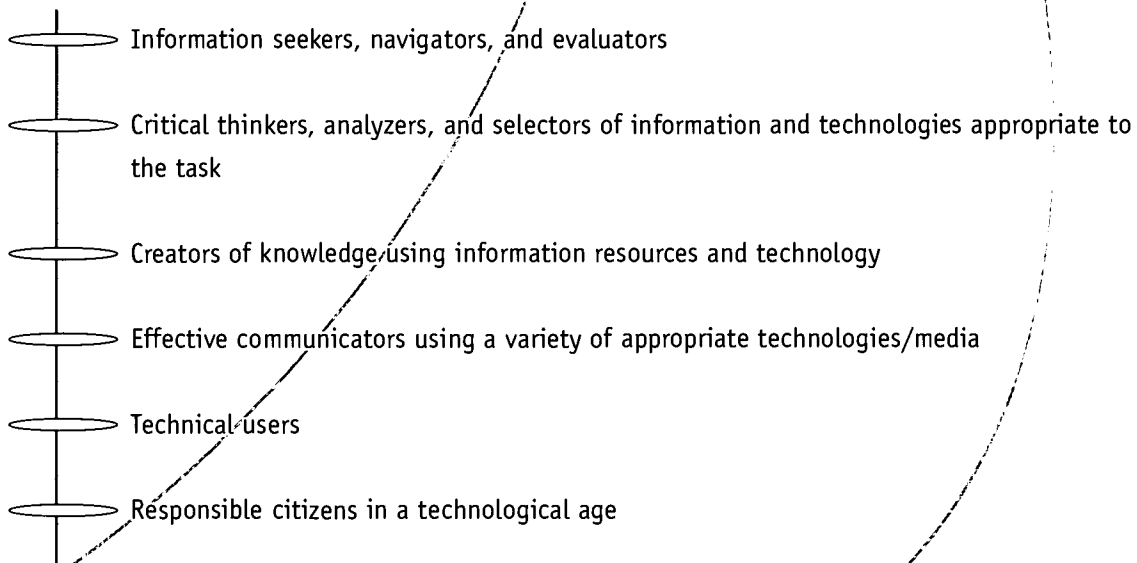 Information seekers, navigators, and evaluators
Critical thinkers, analyzers, and selectors of information and technologies appropriate to
the task
Creators of knowledge using information resources and technology
Effective communicators using a variety of appropriate technologies/media
Technical users
Responsible citizens in a technological age